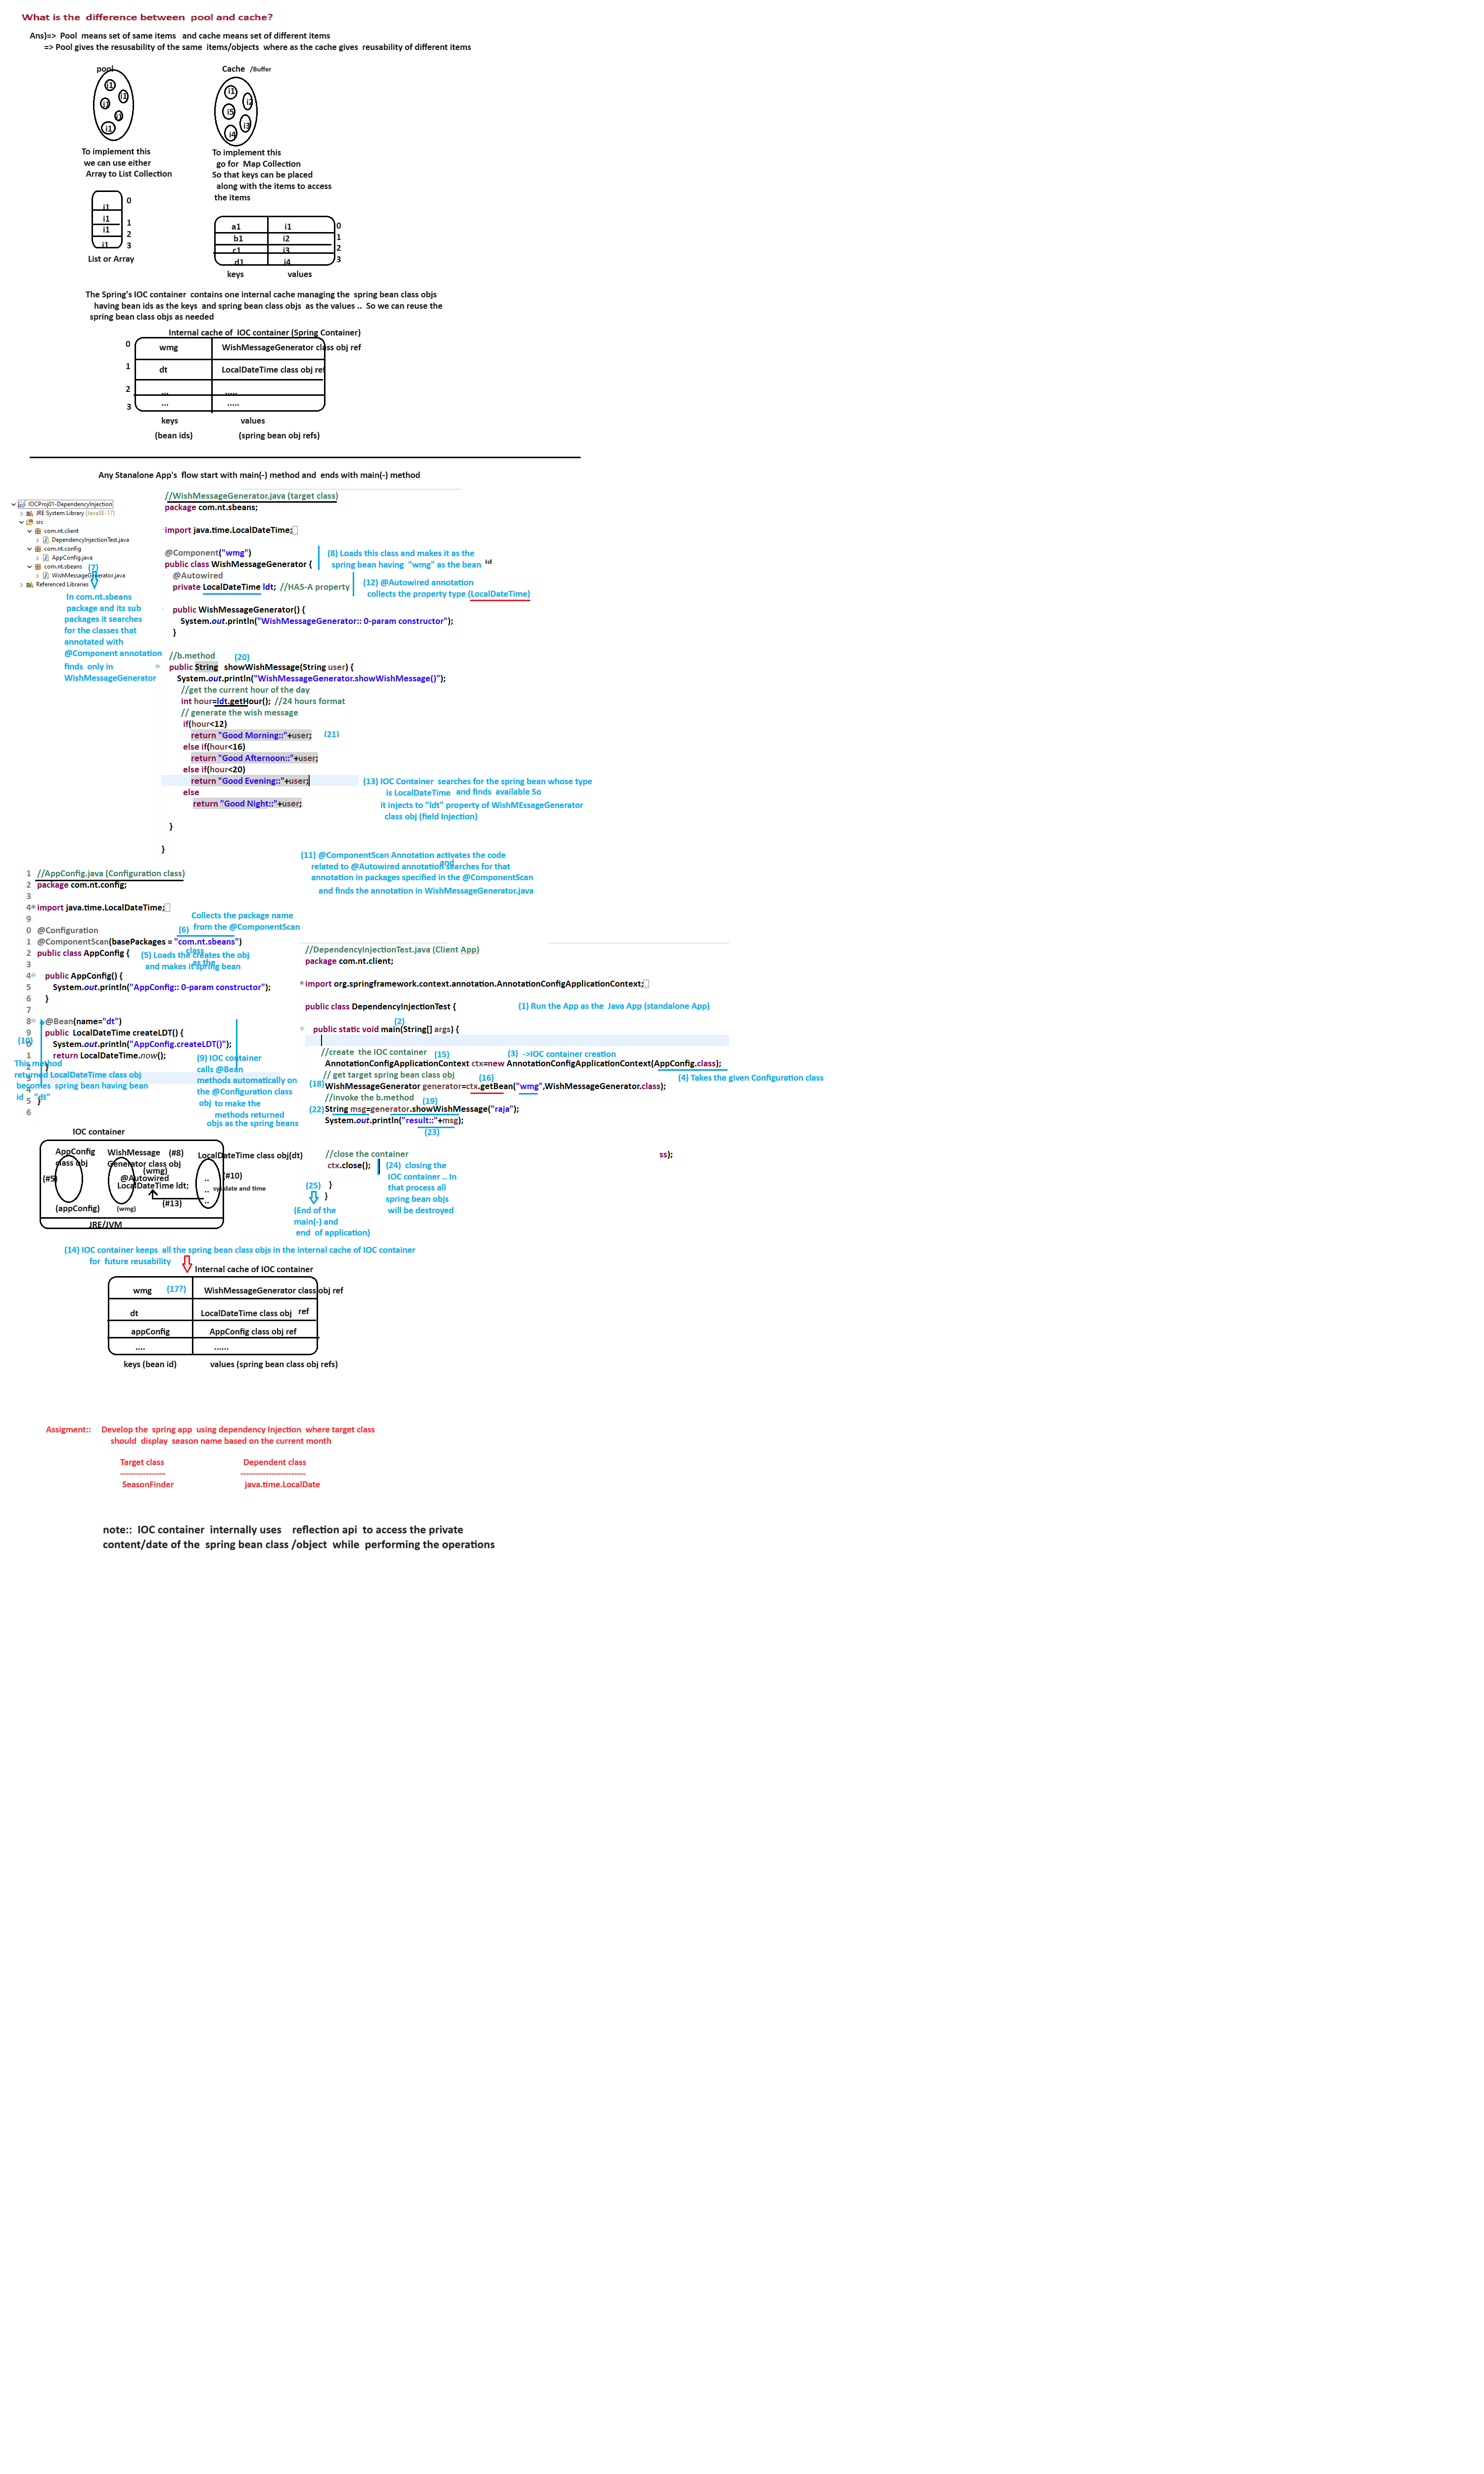 What is the difference between pool and cache?
Ans)=> Pool means set of same items and cache means set of different items
=> Pool gives the resusability of the same items/objects where as the cache gives reusability of different items
pool
i1
i1
i1
i1
i1
To implement this
we can use either
Array to List Collection
i1
i1
i1
i1
0
1
2
3
List or Array
Cache /Buffer
i1
i2
i5
i3
i4
To implement this
go for Map Collection
So that keys can be placed
along with the items to access
the items
a1 i1 0
b1 i2 1
c1 i3 2
d1 i4 3
keys values
The Spring's IOC container contains one internal cache managing the spring bean class objs
having bean ids as the keys and spring bean class objs as the values .. So we can reuse the
spring bean class objs as needed
Internal cache of IOC container (Spring Container)
0 wmg WishMessageGenerator class obj ref
1 dt LocalDateTime class obj ref
2 ... .....
3 ... .....
keys values
(bean ids) (spring bean obj refs)
Any Stanalone App's flow start with main(-) method and ends with main(-) method
IOCProj01-DependencyInjection
JRE System Library [JavaSE-17]
src
com.nt.client
DependencyInjectionTest.java
com.nt.config
AppConfig.java
com.nt.sbeans (7)
WishMessageGenerator.java
Referenced Libraries
In com.nt.sbeans
package and its sub
packages it searches
for the classes that
annotated with
@Component annotation
finds only in
WishMessageGenerator
//WishMessageGenerator.java (target class)
package com.nt.sbeans;
import java.time.LocalDateTime;
@Component("wmg")
public class WishMessageGenerator {
@Autowired
private LocalDateTime ldt; //HAS-A property
public WishMessageGenerator() {
System.out.println("WishMessageGenerator:: 0-param constructor");
}
//b.method (20)
public String showWishMessage(String user) {
System.out.println("WishMessageGenerator.showWishMessage()");
//get the current hour of the day
int hour=ldt.getHour(); //24 hours format
// generate the wish message
if(hour<12)
return "Good Morning::"+user; (21)
else if(hour<16)
return "Good Afternoon::"+user;
else if(hour<20)
return "Good Evening::"+user;
else
return "Good Night::"+user;
}
}
(8) Loads this class and makes it as the
spring bean having "wmg" as the bean id
(12) @Autowired annotation
collects the property type (LocalDateTime)
(13) IOC Container searches for the spring bean whose type
is LocalDateTime and finds available So
it injects to "ldt" property of WishMEssageGenerator
class obj (field Injection)
(11) @ComponentScan Annotation activates the code
and
related to @Autowired annotation searches for that
annotation in packages specified in the @ComponentScan
and finds the annotation in WishMessageGenerator.java
1 //AppConfig.java (Configuration class)
2 package com.nt.config;
3
4 import java.time.LocalDateTime;
9
0 @Configuration
1 @ComponentScan(basePackages = "com.nt.sbeans")
2 public class AppConfig {
3
4 public AppConfig() {
5 System.out.println("AppConfig:: 0-param constructor");
6 }
7
8 @Bean(name="dt")
9 public LocalDateTime createLDT() {
0 System.out.println("AppConfig.createLDT()");
1 return LocalDateTime.now();
2 }
3
4
5 }
6
Collects the package name
(6) from the @ComponentScan
class
(5) Loads the creates the obj
as the
and makes it spring bean
(10)
This method
returned LocalDateTime class obj
becomes spring bean having bean
id "dt"
(9) IOC container
calls @Bean
methods automatically on
the @Configuration class
obj to make the
methods returned
objs as the spring beans
//DependencyInjectionTest.java (Client App)
package com.nt.client;
import org.springframework.context.annotation.AnnotationConfigApplicationContext;
public class DependencyInjectionTest { (1) Run the App as the Java App (standalone App)
(2)
public static void main(String[] args) {
//create the IOC container (15) (3) ->IOC container creation
AnnotationConfigApplicationContext ctx=new AnnotationConfigApplicationContext(AppConfig.class);
// get target spring bean class obj (16) (4) Takes the given Configuration class
(18) WishMessageGenerator generator=ctx.getBean("wmg",WishMessageGenerator.class);
//invoke the b.method (19)
(22) String msg=generator.showWishMessage("raja");
System.out.println("result::"+msg);
(23)
//close the container ss);
ctx.close();
(24) closing the
IOC container .. In
that process all
spring bean objs
will be destroyed
(25) }
}
(End of the
main(-) and
end of application)
IOC container
AppConfig
class obj
(#5)
(appConfig)
WishMessage (#8)
Generator class obj
(wmg)
@Autowired
LocalDateTime ldt;
(wmg)
(#13)
LocalDateTime class obj(dt)
(#10)
..
.. sys date and time
..
JRE/JVM
(14) IOC container keeps all the spring bean class objs in the internal cache of IOC container
for future reusability
Internal cache of IOC container
wmg (17?) WishMessageGenerator class obj ref
dt LocalDateTime class obj ref
appConfig AppConfig class obj ref
.... ......
keys (bean id) values (spring bean class obj refs)
Assigment:: Develop the spring app using dependency Injection where target class
should display season name based on the current month
Target class Dependent class
--------------- ----------------------
SeasonFinder java.time.LocalDate
note:: IOC container internally uses reflection api to access the private
content/date of the spring bean class /object while performing the operations